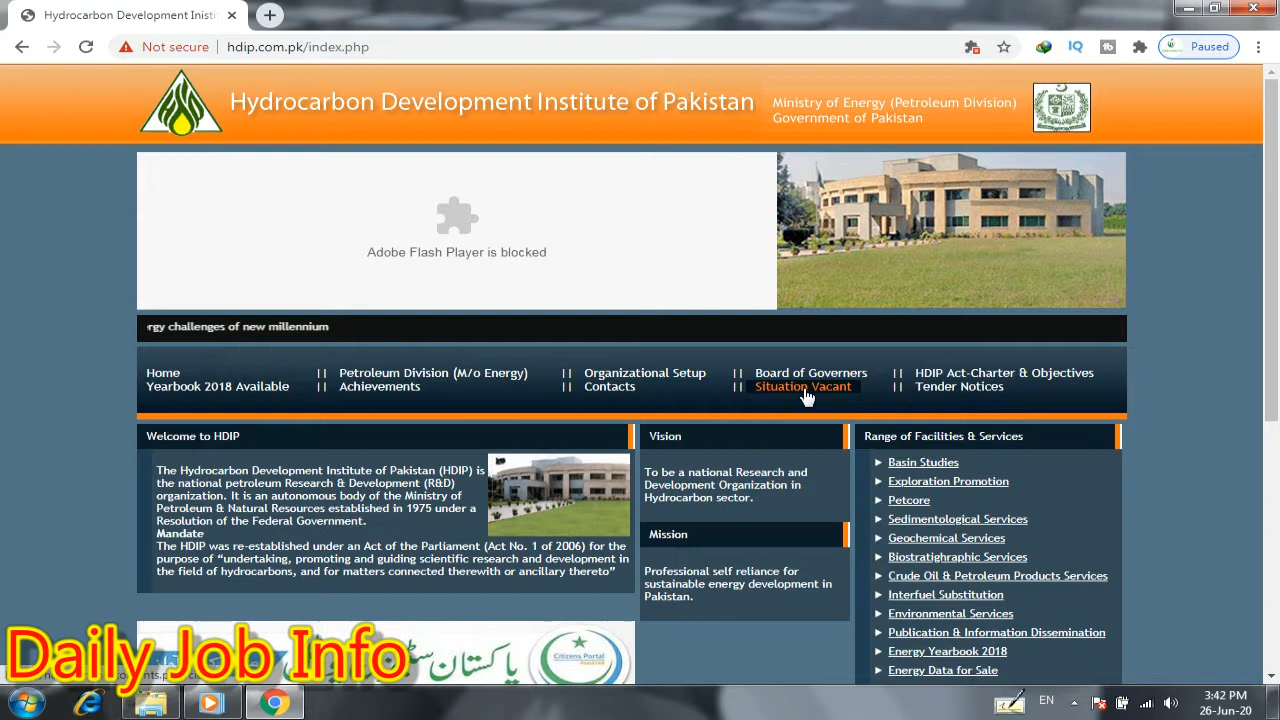 Hydrocarbon Development Inisti
Not secure
hdip.com.pk/index.php
IQ
Paused
Hydrocarbon Development Institute of Pakistan
Ministry of Energy (Petroleum Division)
Government of Pakistan
Adobe Flash Player is blocked
ergy challenges of new millennium
Home || Petroleum Division (M/o Energy) || Organizational Setup || Board of Governers || HDIP Act-Charter & Objectives
Yearbook 2018 Available || Achievements || Contacts || Situation Vacant || Tender Notices
Welcome to HDIP
The Hydrocarbon Development Institute of Pakistan (HDIP) is
the national petroleum Research & Development (R&D)
organization. It is an autonomous body of the Ministry of
Petroleum & Natural Resources established in 1975 under a
Resolution of the Federal Government.
Mandate
The HDIP was re-established under an Act of the Parliament (Act No. 1 of 2006) for the
purpose of “undertaking, promoting and guiding scientific research and development in
the field of hydrocarbons, and for matters connected therewith or ancillary thereto”
Vision
To be a national Research and
Development Organization in
Hydrocarbon sector.
Mission
Professional self reliance for
sustainable energy development in
Pakistan.
Range of Facilities & Services
Basin Studies
Exploration Promotion
Petcore
Sedimentological Services
Geochemical Services
Biostratighraphic Services
Crude Oil & Petroleum Products Services
Interfuel Substitution
Environmental Services
Publication & Information Dissemination
Energy Yearbook 2018
Energy Data for Sale
CITIZENS PORTAL
Daily Job Info
EN
3:42 PM
26-Jun-20